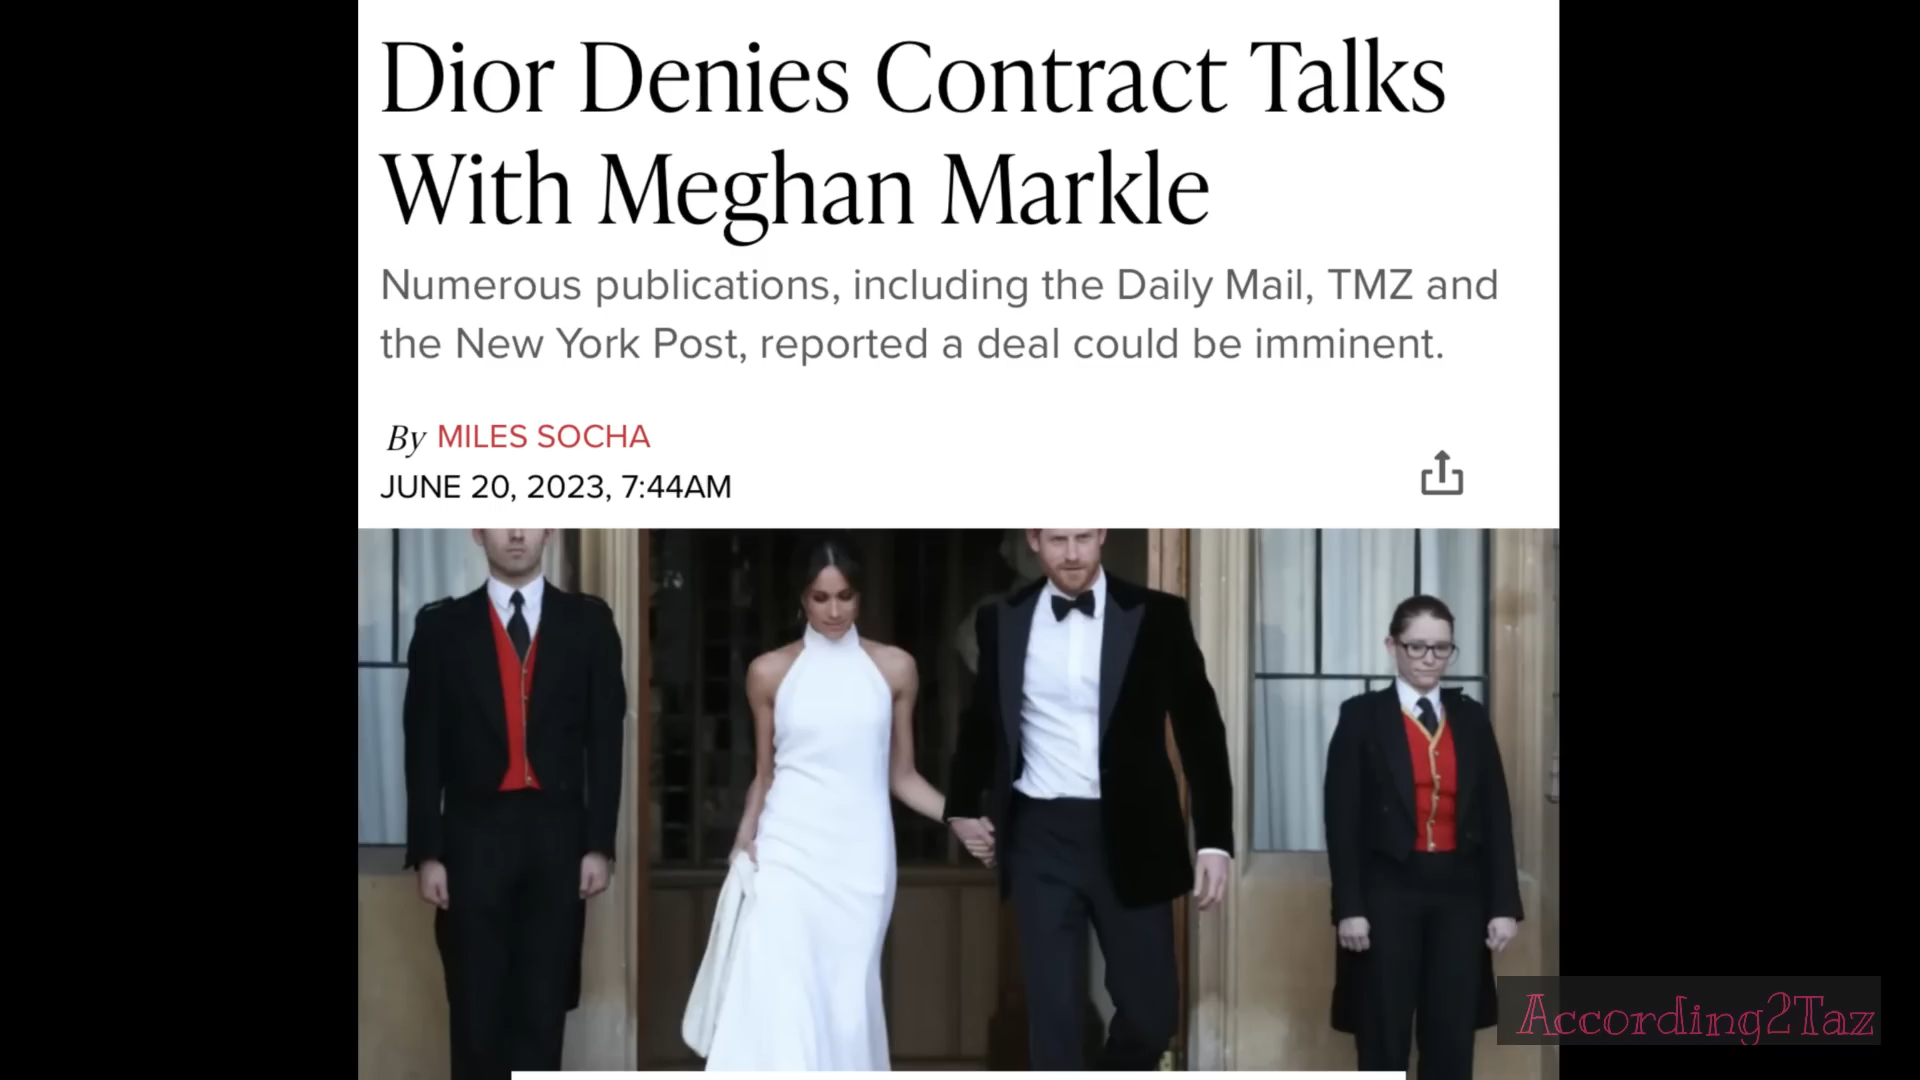 Dior Denies Contract Talks
With Meghan Markle
Numerous publications, including the Daily Mail, TMZ and
the New York Post, reported a deal could be imminent.
By MILES SOCHA
JUNE 20, 2023, 7:44AM
According2Taz